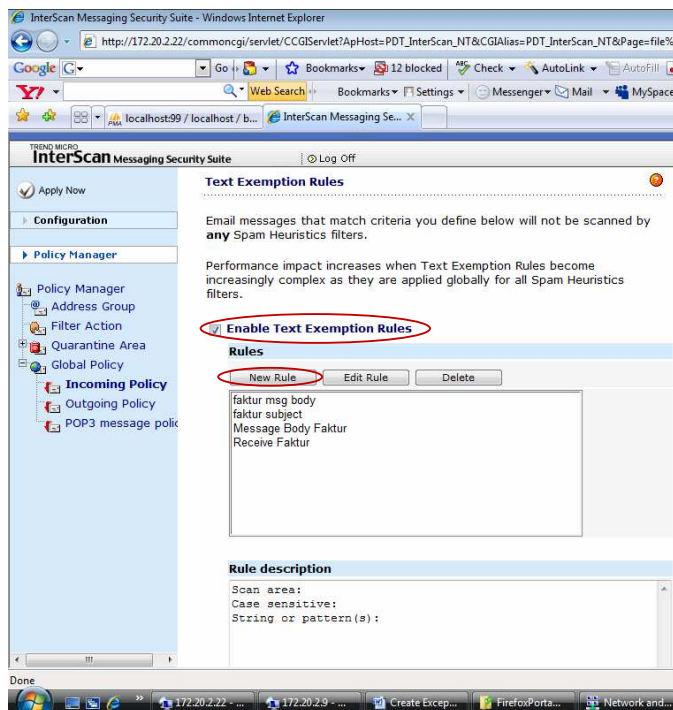 InterScan Messaging Security Suite - Windows Internet Explorer
http://172.20.2.22/commoncgi/servlet/CCGIServlet?ApHost=PDT_InterScan_NT&CGIAlias=PDT_InterScan_NT&Page=file%
Google G Go Bookmarks 12 blocked ABC Check AutoLink AutoFill
Y! Web Search Bookmarks Settings Messenger Mail MySpace
PMA localhost:99 / localhost / b... InterScan Messaging Se... X
TREND MICRO
InterScan Messaging Security Suite Log Off
Apply Now
Configuration
Policy Manager
Policy Manager
Address Group
Filter Action
Quarantine Area
Global Policy
Incoming Policy
Outgoing Policy
POP3 message polic
Text Exemption Rules ?
Email messages that match criteria you define below will not be scanned by
any Spam Heuristics filters.
Performance impact increases when Text Exemption Rules become
increasingly complex as they are applied globally for all Spam Heuristics
filters.
Enable Text Exemption Rules
Rules
New Rule Edit Rule Delete
faktur msg body
faktur subject
Message Body Faktur
Receive Faktur
Rule description
Scan area:
Case sensitive:
String or pattern(s):
Done
172.20.2.22 - ... 172.20.2.9 - ... Create Excep... FirefoxPorta... Network and...